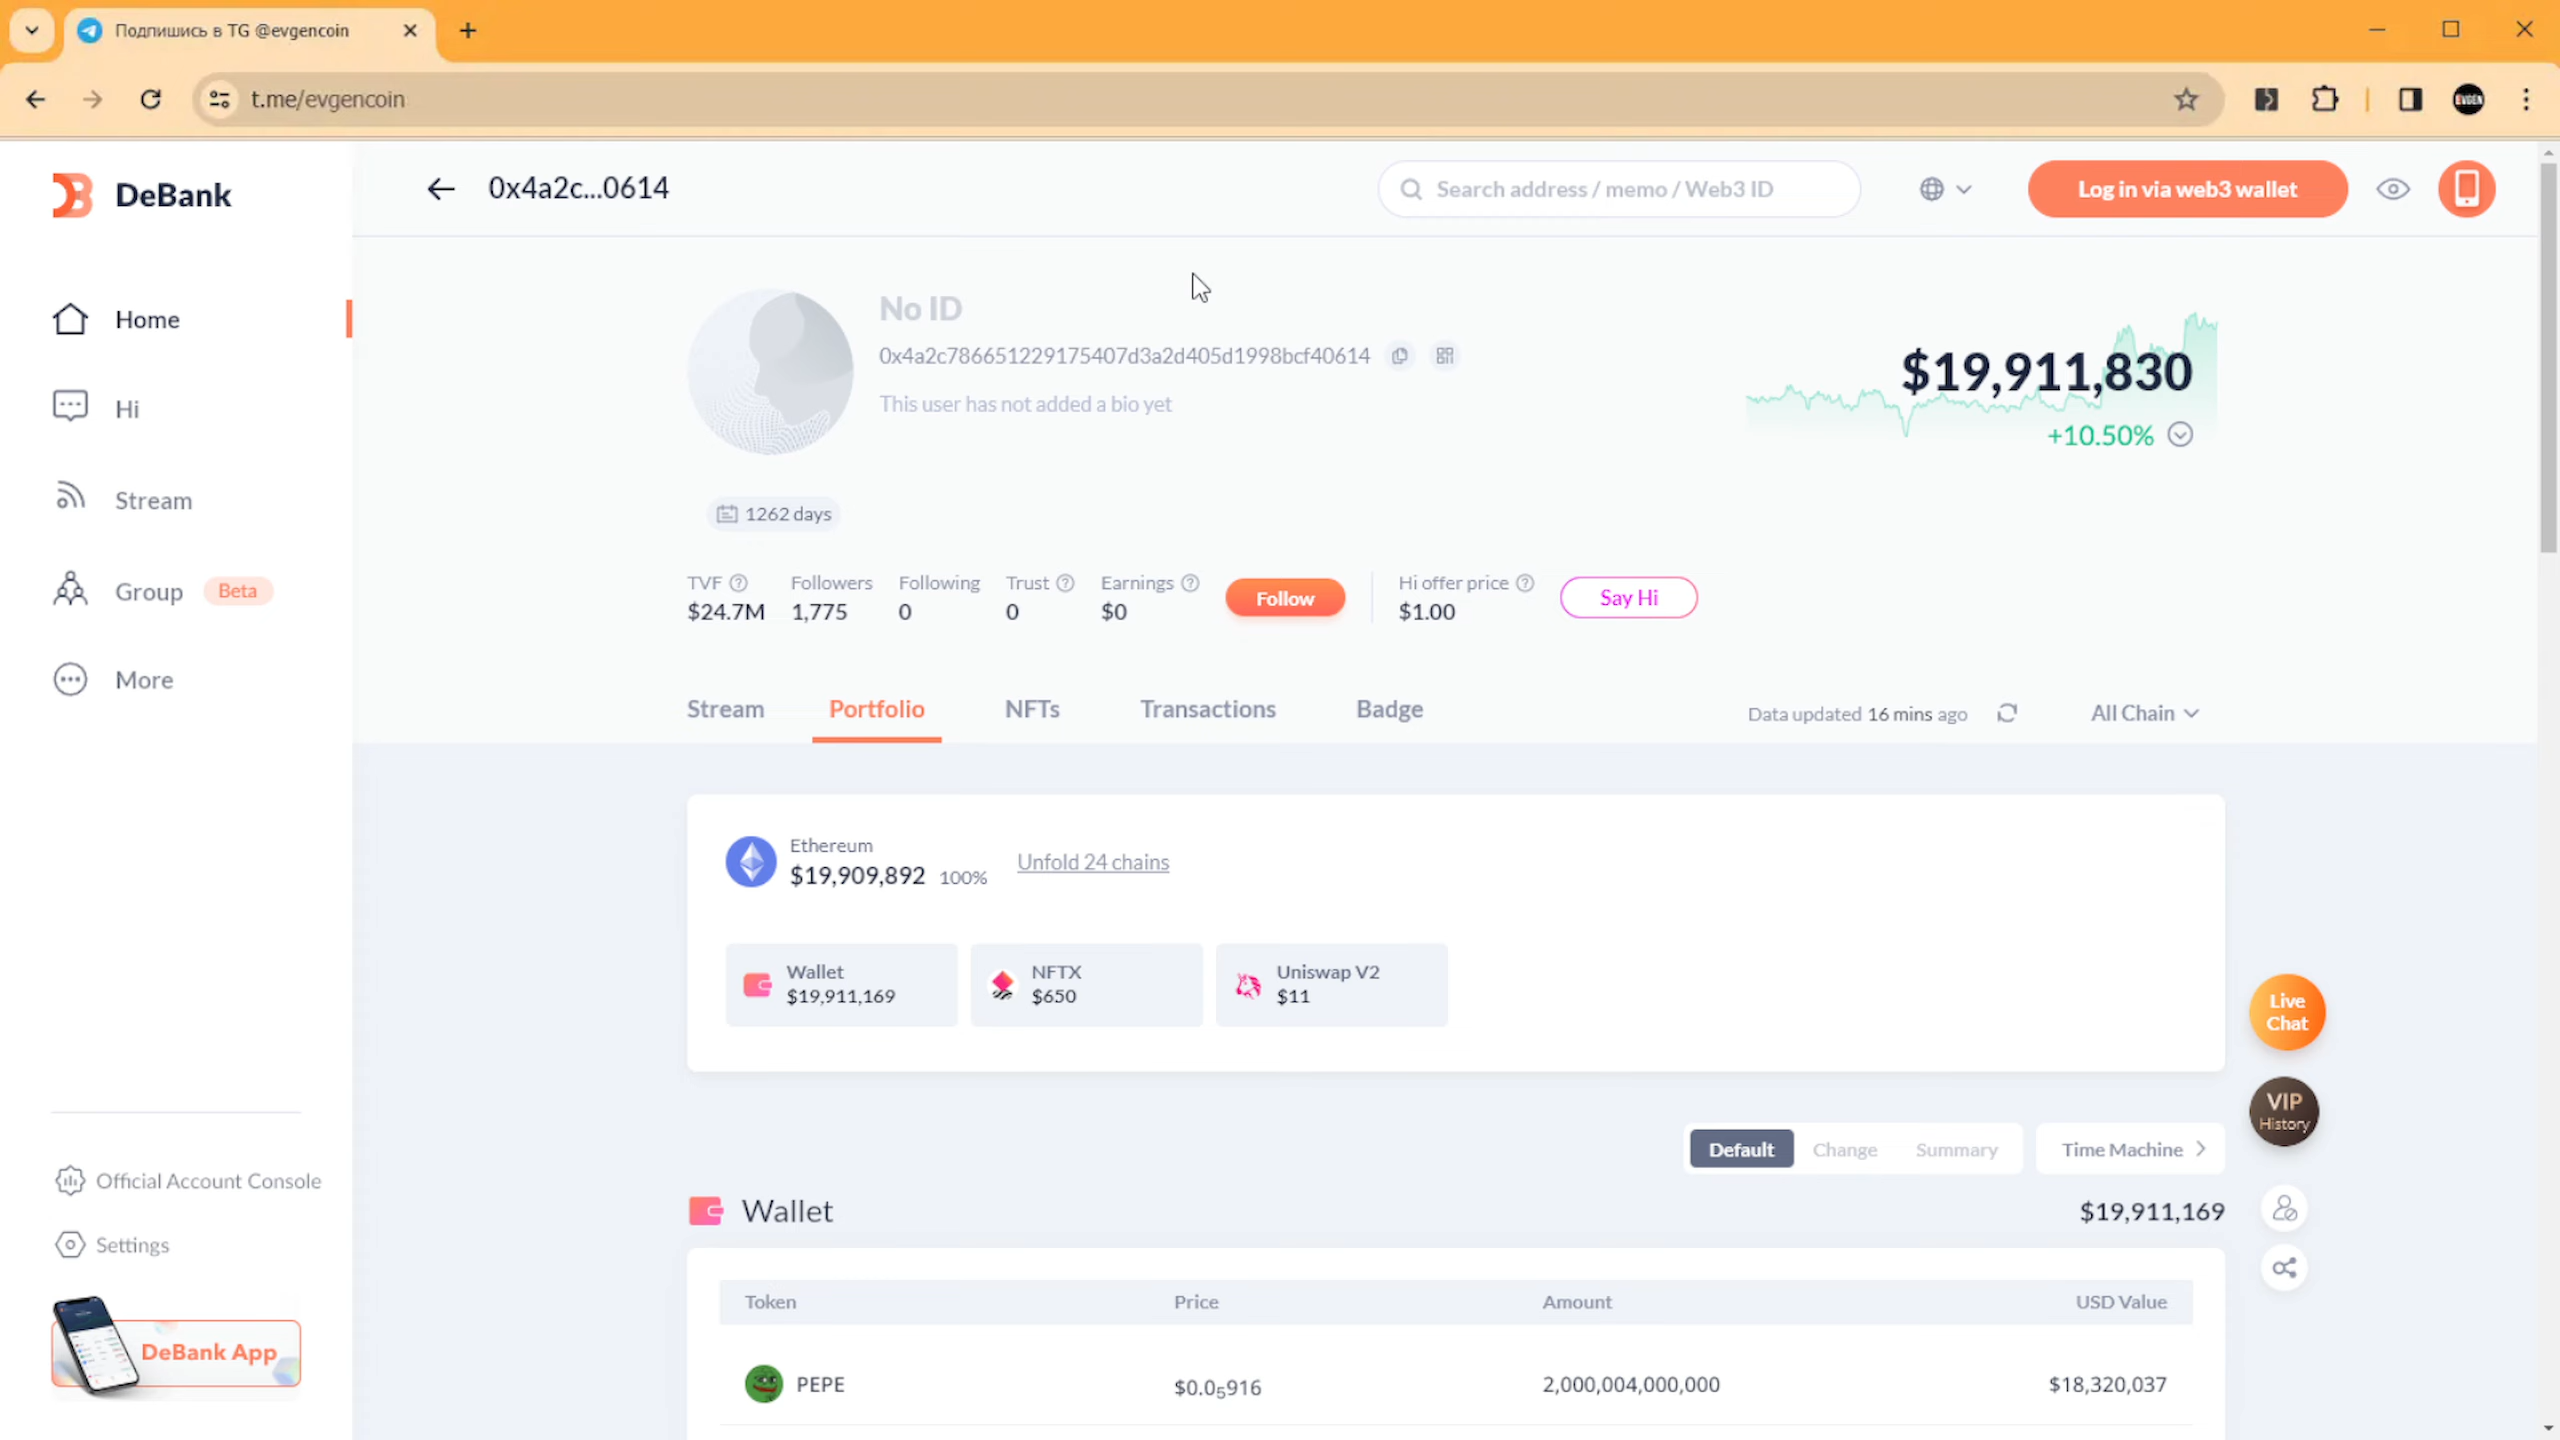 Подпишись в TG @evgencoin
t.me/evgencoin
EVGEN
DeBank
0x4a2c...0614
Search address / memo / Web3 ID
Log in via web3 wallet
Home
Hi
Stream
Group Beta
More
No ID
0x4a2c786651229175407d3a2d405d1998bcf40614
This user has not added a bio yet
$19,911,830
+10.50%
1262 days
TVF Followers Following Trust Earnings
$24.7M 1,775 0 0 $0
Follow
Hi offer price
$1.00
Say Hi
Stream Portfolio NFTs Transactions Badge
Data updated 16 mins ago
All Chain
Ethereum
$19,909,892 100%
Unfold 24 chains
Wallet
$19,911,169
NFTX
$650
Uniswap V2
$11
Live
Chat
VIP
History
Default Change Summary
Time Machine
Wallet
$19,911,169
Token Price Amount USD Value
PEPE $0.0₅916 2,000,004,000,000 $18,320,037
Official Account Console
Settings
DeBank App